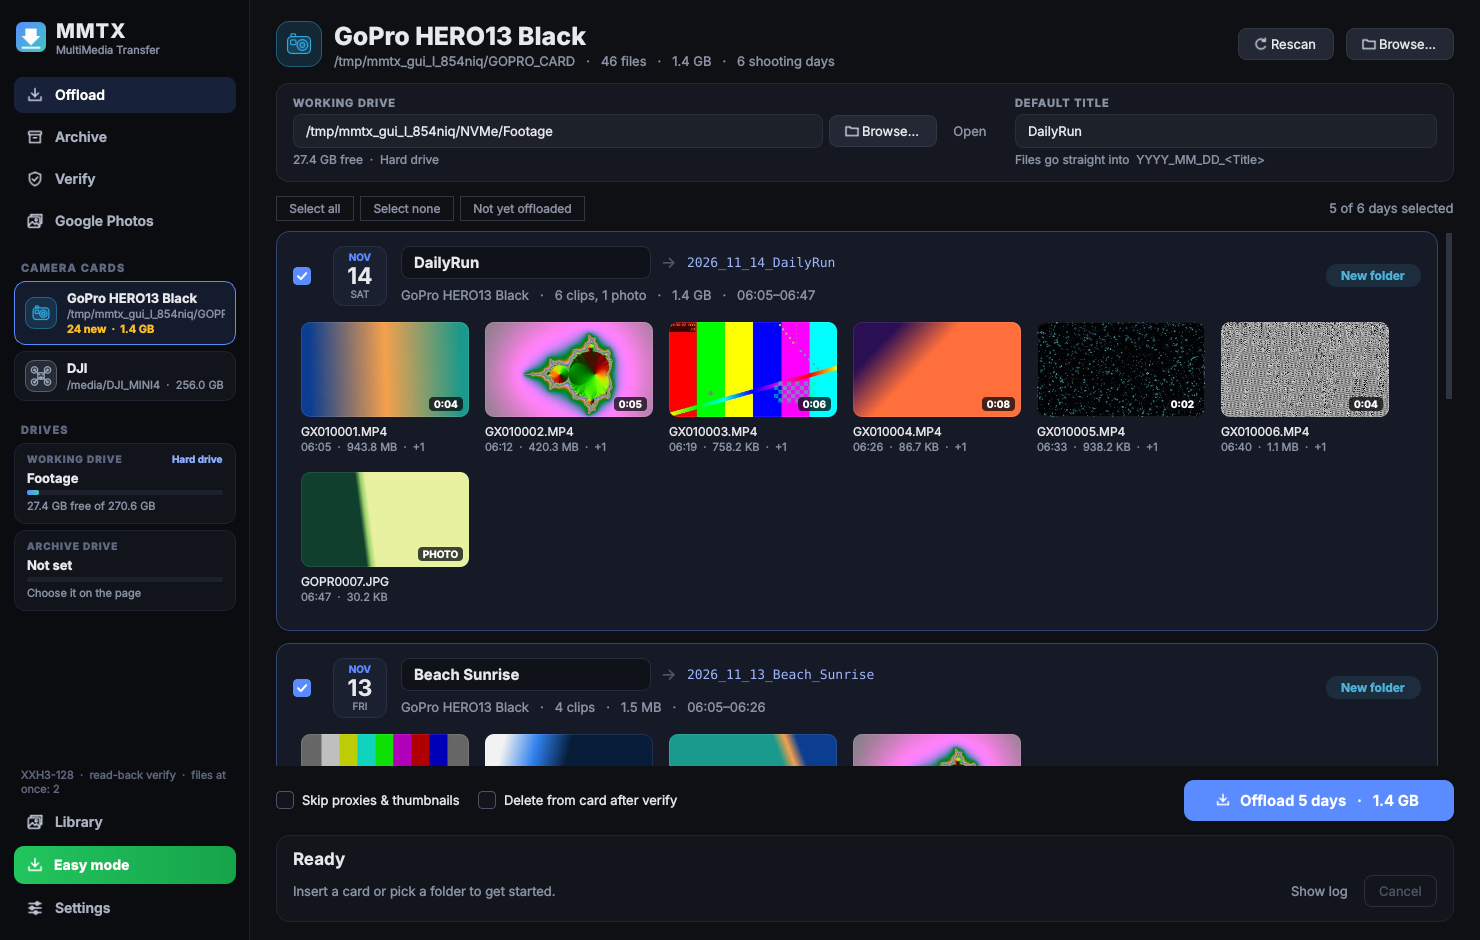 MMTX
MultiMedia Transfer
Offload
Archive
Verify
Google Photos
CAMERA CARDS
GoPro HERO13 Black
/tmp/mmtx_gui_l_854niq/GOPR
24 new · 1.4 GB
DJI
/media/DJI_MINI4 · 256.0 GB
DRIVES
WORKING DRIVE Hard drive
Footage
27.4 GB free of 270.6 GB
ARCHIVE DRIVE
Not set
Choose it on the page
XXH3-128 · read-back verify · files at
once: 2
Library
Easy mode
Settings
GoPro HERO13 Black
/tmp/mmtx_gui_l_854niq/GOPRO_CARD · 46 files · 1.4 GB · 6 shooting days
Rescan
Browse...
WORKING DRIVE
/tmp/mmtx_gui_l_854niq/NVMe/Footage
Browse...
Open
27.4 GB free · Hard drive
DEFAULT TITLE
DailyRun
Files go straight into YYYY_MM_DD_<Title>
Select all
Select none
Not yet offloaded
5 of 6 days selected
NOV
14
SAT
DailyRun
→ 2026_11_14_DailyRun
GoPro HERO13 Black · 6 clips, 1 photo · 1.4 GB · 06:05–06:47
New folder
0:04
GX010001.MP4
06:05 · 943.8 MB · +1
0:05
GX010002.MP4
06:12 · 420.3 MB · +1
0:06
GX010003.MP4
06:19 · 758.2 KB · +1
0:08
GX010004.MP4
06:26 · 86.7 KB · +1
0:02
GX010005.MP4
06:33 · 938.2 KB · +1
0:04
GX010006.MP4
06:40 · 1.1 MB · +1
PHOTO
GOPR0007.JPG
06:47 · 30.2 KB
NOV
13
FRI
Beach Sunrise
→ 2026_11_13_Beach_Sunrise
GoPro HERO13 Black · 4 clips · 1.5 MB · 06:05–06:26
New folder
Skip proxies & thumbnails
Delete from card after verify
Offload 5 days · 1.4 GB
Ready
Insert a card or pick a folder to get started.
Show log
Cancel